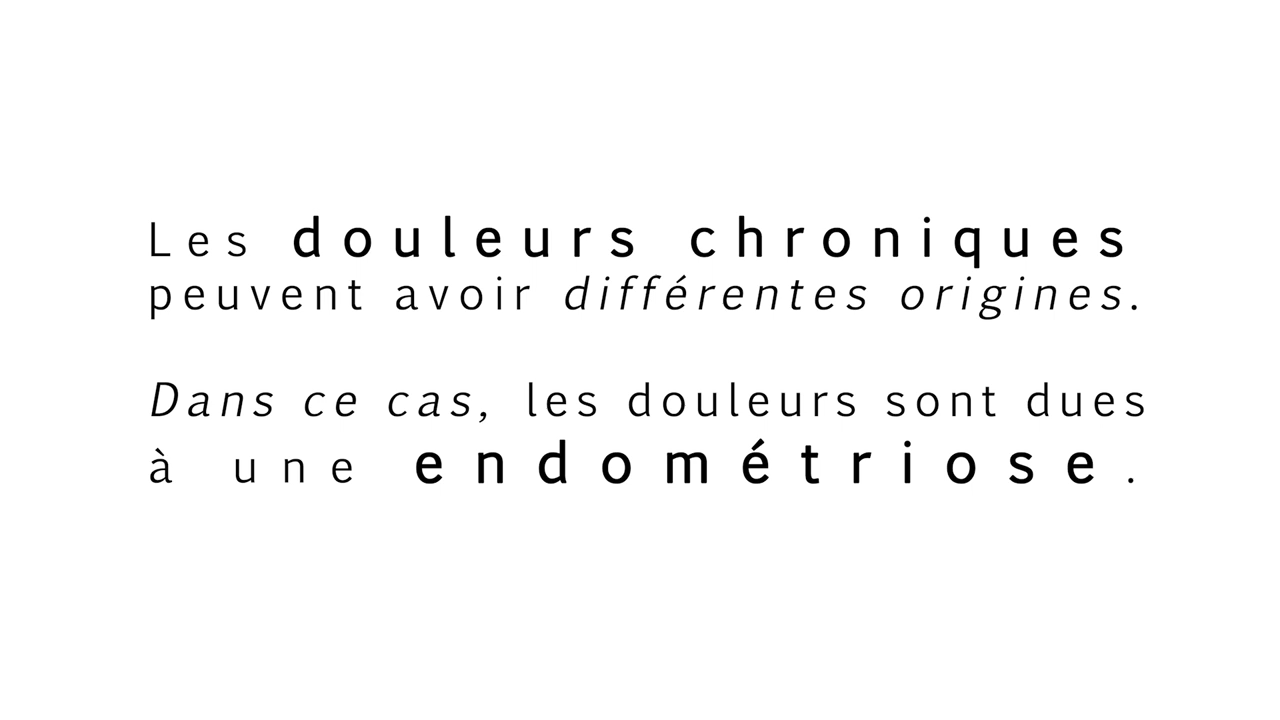 Les douleurs chroniques
peuvent avoir différentes origines.
Dans ce cas, les douleurs sont dues
à une endométriose.